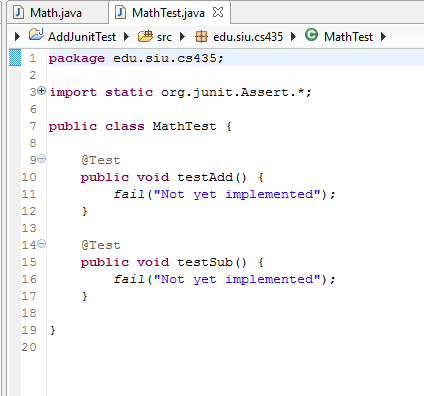 Math.java MathTest.java
AddJunitTest src edu.siu.cs435 MathTest
1 package edu.siu.cs435;
2
3 import static org.junit.Assert.*;
6
7 public class MathTest {
8
9 @Test
10 public void testAdd() {
11 fail("Not yet implemented");
12 }
13
14 @Test
15 public void testSub() {
16 fail("Not yet implemented");
17 }
18
19 }
20